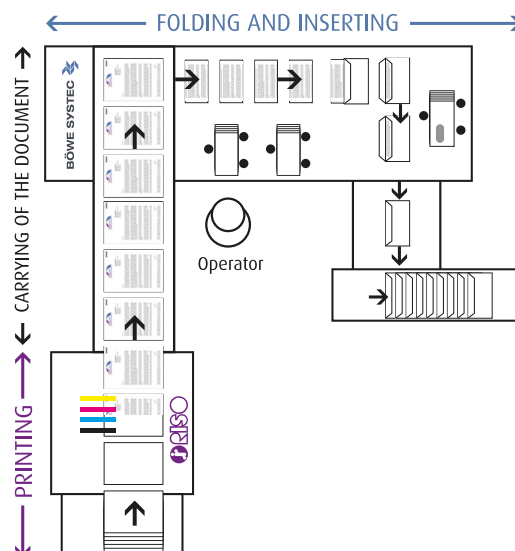 FOLDING AND INSERTING
BÖWE SYSTEC
CARRYING OF THE DOCUMENT
Operator
PRINTING
RISO